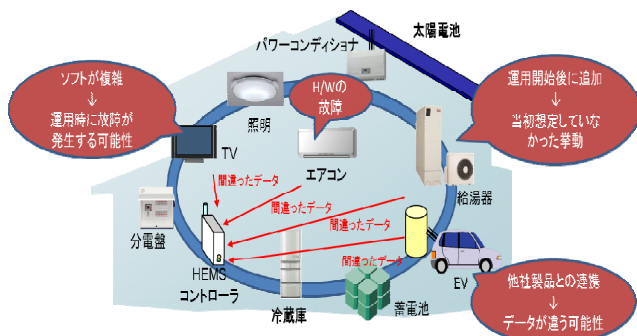 太陽電池
パワーコンディショナ
ソフトが複雑
↓
運用時に故障が
発生する可能性
照明
H/Wの
故障
運用開始後に追加
↓
当初想定していな
かった挙動
TV
エアコン
給湯器
間違ったデータ
間違ったデータ
間違ったデータ
間違ったデータ
分電盤
HEMS
コントローラ
冷蔵庫
蓄電池
EV
他社製品との連携
↓
データが違う可能性